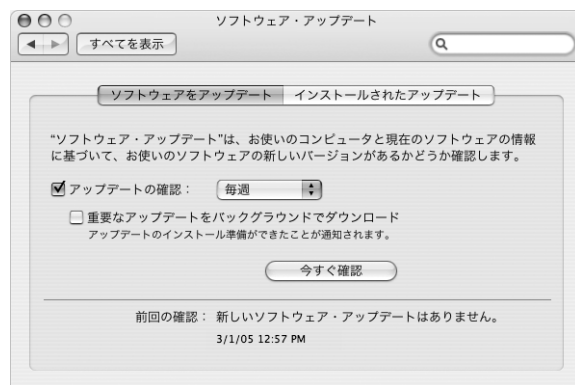 ソフトウェア・アップデート
すべてを表示
ソフトウェアをアップデート インストールされたアップデート
“ソフトウェア・アップデート”は、お使いのコンピュータと現在のソフトウェアの情報
に基づいて、お使いのソフトウェアの新しいバージョンがあるかどうか確認します。
アップデートの確認： 毎週
重要なアップデートをバックグラウンドでダウンロード
アップデートのインストール準備ができたことが通知されます。
今すぐ確認
前回の確認： 新しいソフトウェア・アップデートはありません。
3/1/05 12:57 PM